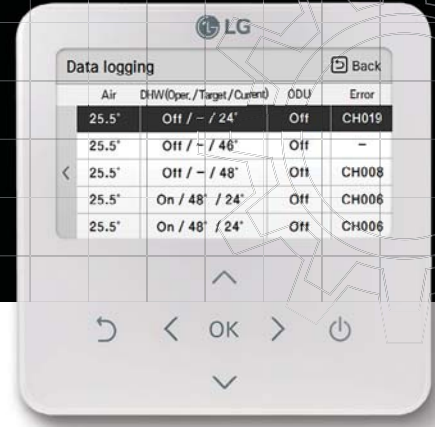 LG
Data logging Back
Air DHW(Oper. / Target / Current) ODU Error
25.5° Off / - / 24° Off CH019
25.5° Off / - / 46° Off -
25.5° Off / - / 48° Off CH008
25.5° On / 48° / 24° Off CH006
25.5° On / 48° / 24° Off CH006
OK